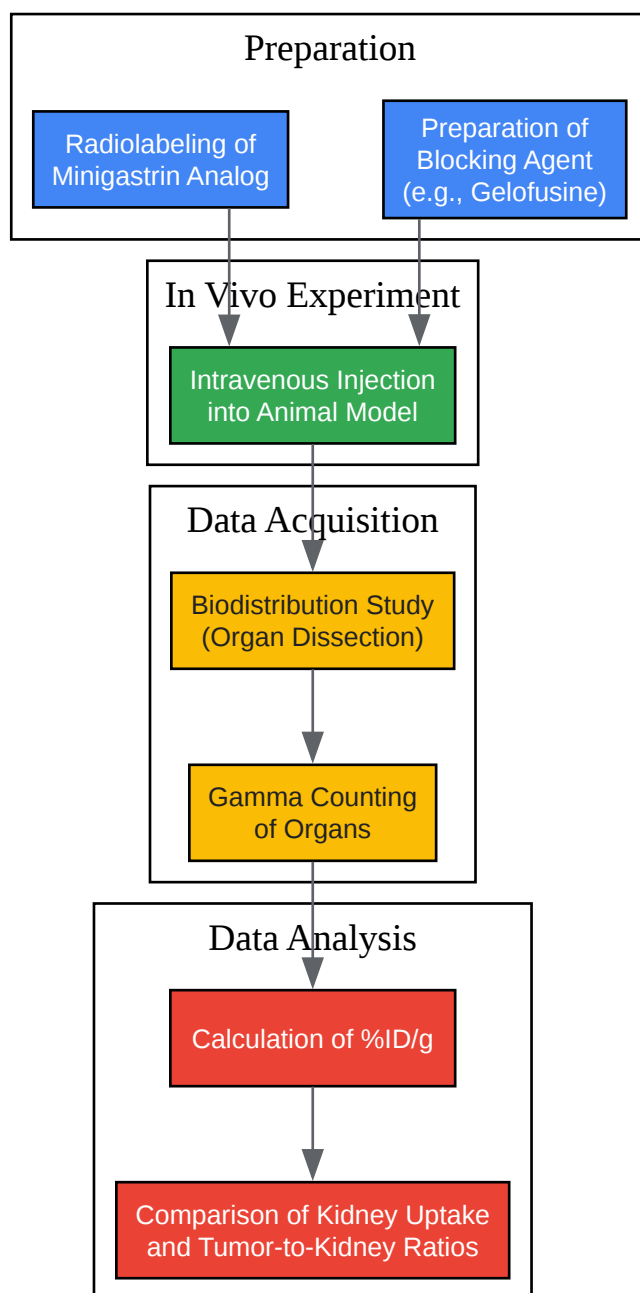 Preparation
Radiolabeling of
Minigastrin Analog
Preparation of
Blocking Agent
(e.g., Gelofusine)
In Vivo Experiment
Intravenous Injection
into Animal Model
Data Acquisition
Biodistribution Study
(Organ Dissection)
Gamma Counting
of Organs
Data Analysis
Calculation of %ID/g
Comparison of Kidney Uptake
and Tumor-to-Kidney Ratios